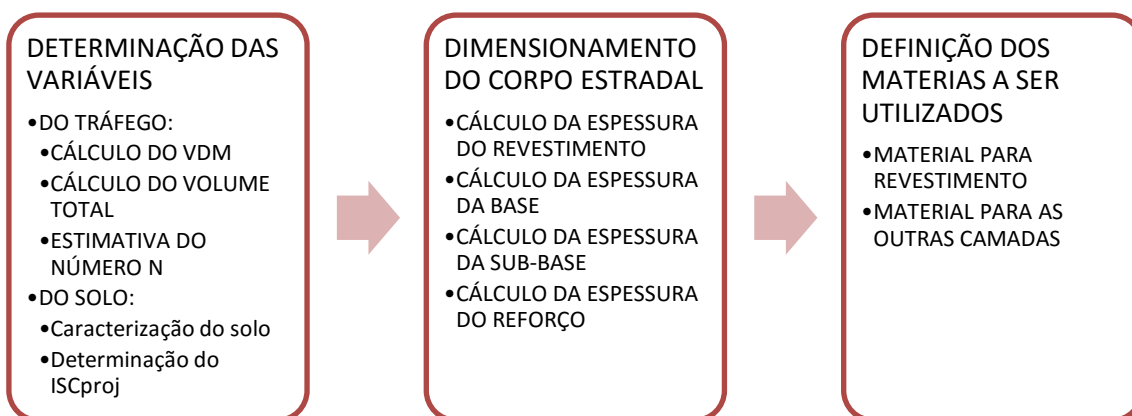 DETERMINAÇÃO DAS
VARIÁVEIS
•DO TRÁFEGO:
•CÁLCULO DO VDM
•CÁLCULO DO VOLUME
TOTAL
•ESTIMATIVA DO
NÚMERO N
•DO SOLO:
•Caracterização do solo
•Determinação do
ISCproj
DIMENSIONAMENTO
DO CORPO ESTRADAL
•CÁLCULO DA ESPESSURA
DO REVESTIMENTO
•CÁLCULO DA ESPESSURA
DA BASE
•CÁLCULO DA ESPESSURA
DA SUB-BASE
•CÁLCULO DA ESPESSURA
DO REFORÇO
DEFINIÇÃO DOS
MATERIAS A SER
UTILIZADOS
•MATERIAL PARA
REVESTIMENTO
•MATERIAL PARA AS
OUTRAS CAMADAS